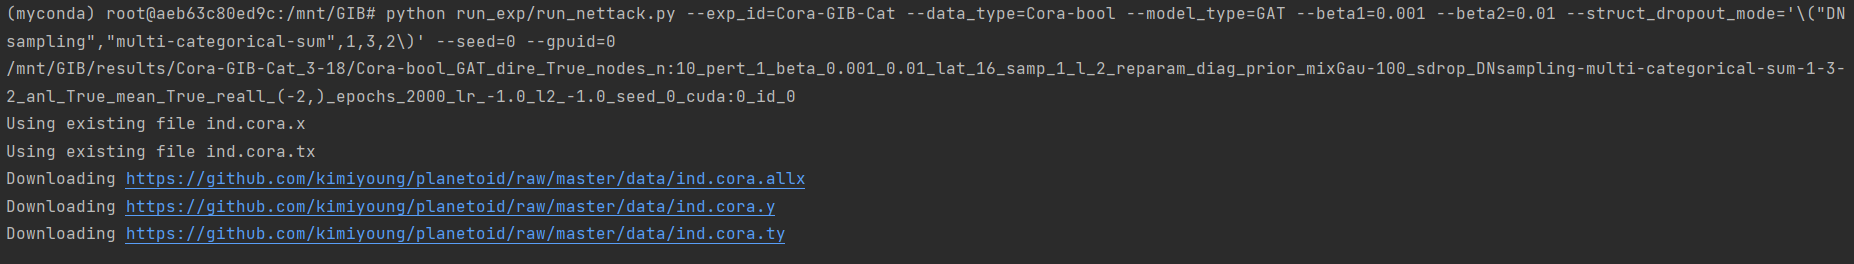 (myconda) root@aeb63c80ed9c:/mnt/GIB# python run_exp/run_nettack.py --exp_id=Cora-GIB-Cat --data_type=Cora-bool --model_type=GAT --beta1=0.001 --beta2=0.01 --struct_dropout_mode='\("DN
sampling","multi-categorical-sum",1,3,2\)' --seed=0 --gpuid=0
/mnt/GIB/results/Cora-GIB-Cat_3-18/Cora-bool_GAT_dire_True_nodes_n:10_pert_1_beta_0.001_0.01_lat_16_samp_1_l_2_reparam_diag_prior_mixGau-100_sdrop_DNsampling-multi-categorical-sum-1-3-
2_anl_True_mean_True_reall_(-2,)_epochs_2000_lr_-1.0_l2_-1.0_seed_0_cuda:0_id_0
Using existing file ind.cora.x
Using existing file ind.cora.tx
Downloading https://github.com/kimiyoung/planetoid/raw/master/data/ind.cora.allx
Downloading https://github.com/kimiyoung/planetoid/raw/master/data/ind.cora.y
Downloading https://github.com/kimiyoung/planetoid/raw/master/data/ind.cora.ty